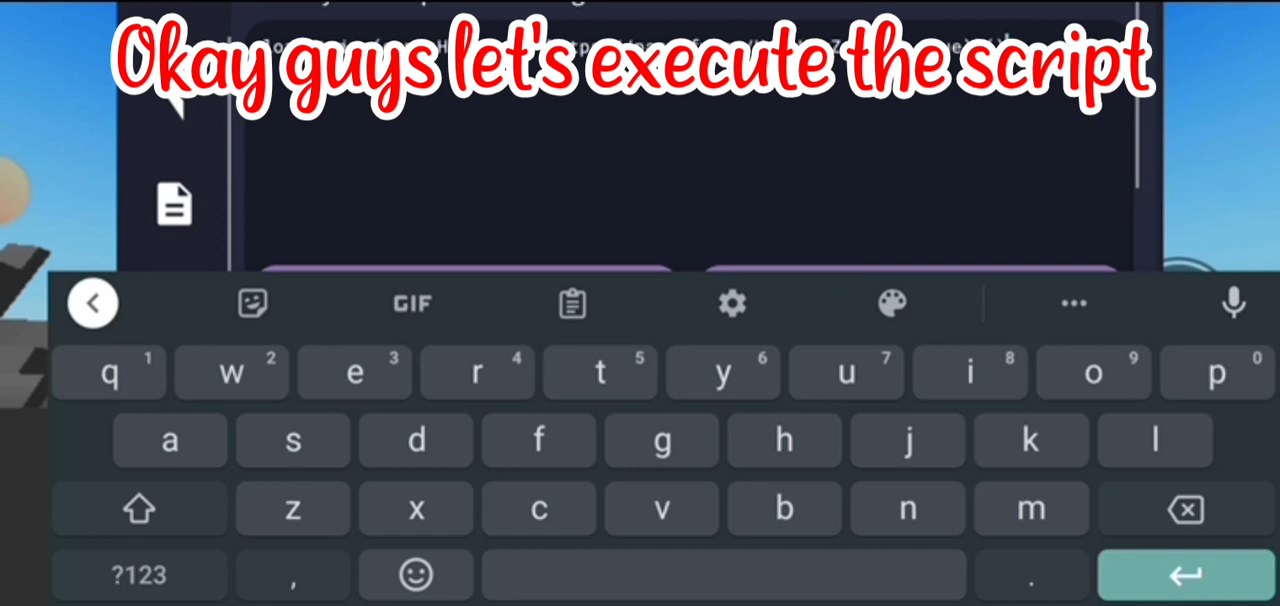 Okay guys let's execute the script
GIF
q 1 w 2 e 3 r 4 t 5 y 6 u 7 i 8 o 9 p 0
a s d f g h j k l
z x c v b n m
?123 , .